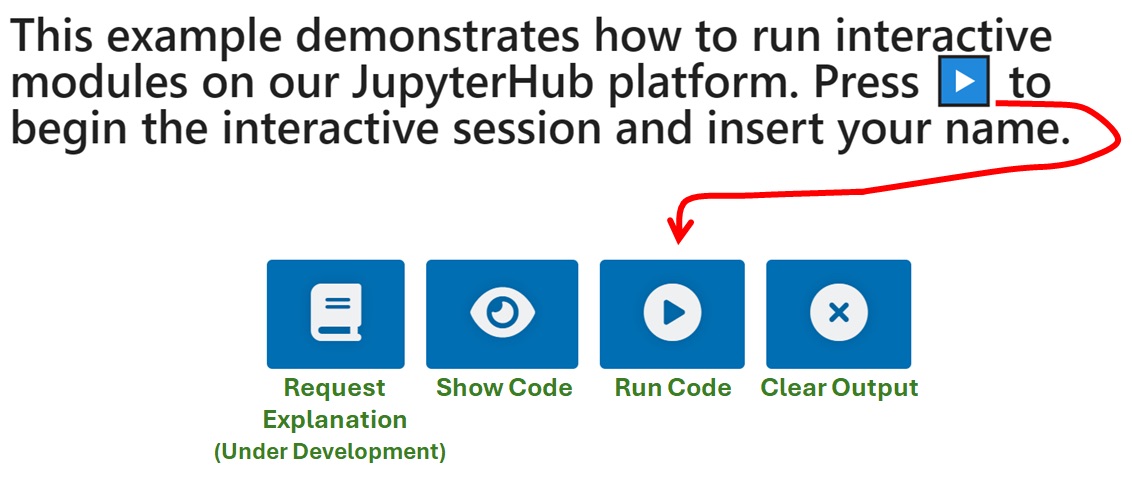 This example demonstrates how to run interactive
modules on our JupyterHub platform. Press to
begin the interactive session and insert your name.
Request
Explanation
(Under Development)
Show Code
Run Code
Clear Output